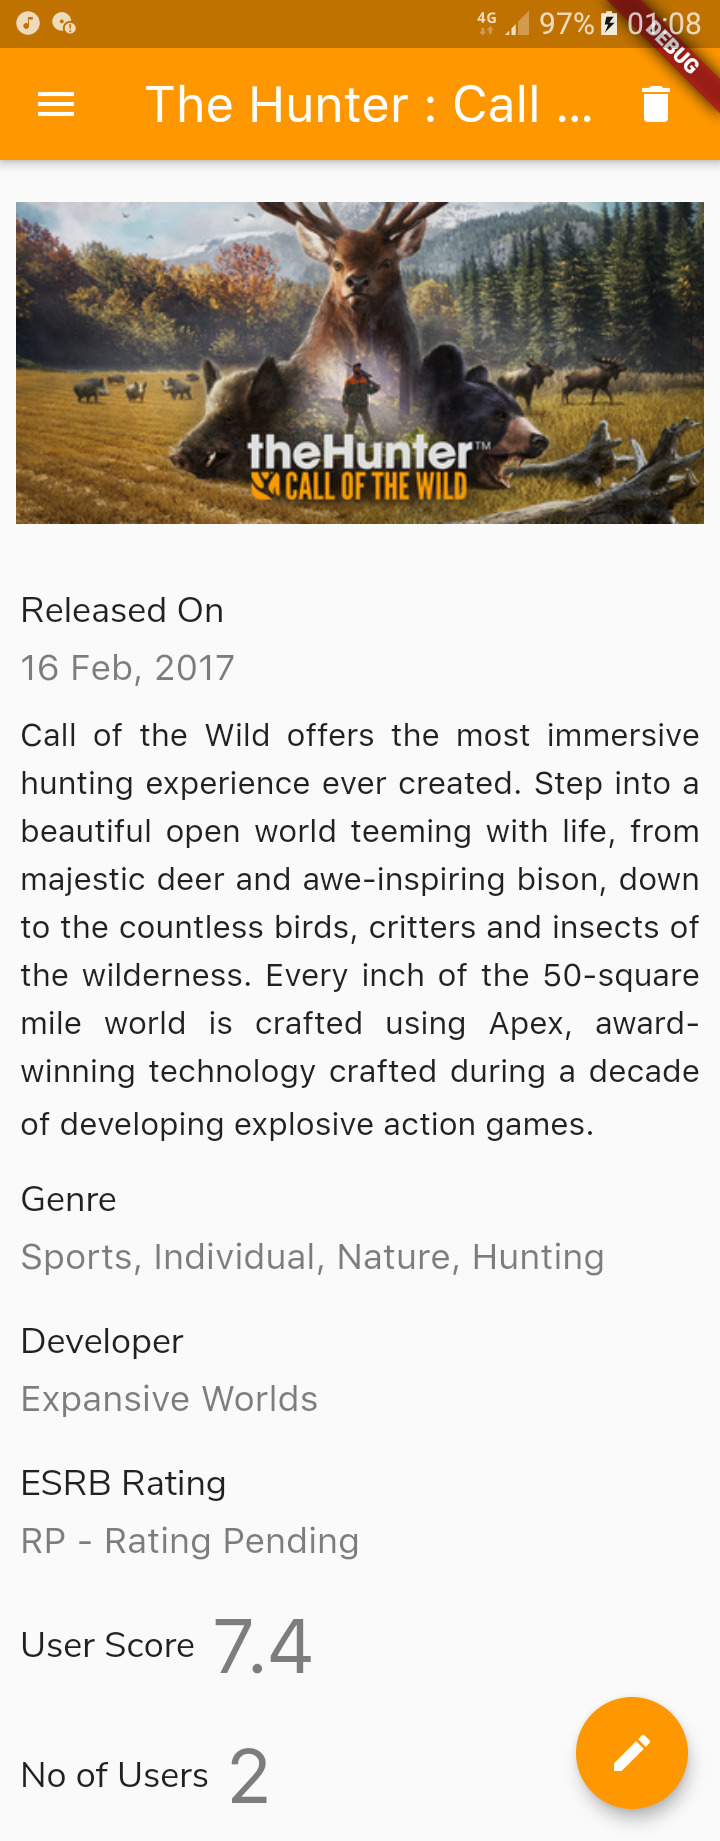 4G 97% 01:08
DEBUG
The Hunter : Call ...
theHunter™
CALL OF THE WILD
Released On
16 Feb, 2017
Call of the Wild offers the most immersive
hunting experience ever created. Step into a
beautiful open world teeming with life, from
majestic deer and awe-inspiring bison, down
to the countless birds, critters and insects of
the wilderness. Every inch of the 50-square
mile world is crafted using Apex, award-
winning technology crafted during a decade
of developing explosive action games.
Genre
Sports, Individual, Nature, Hunting
Developer
Expansive Worlds
ESRB Rating
RP - Rating Pending
User Score 7.4
No of Users 2